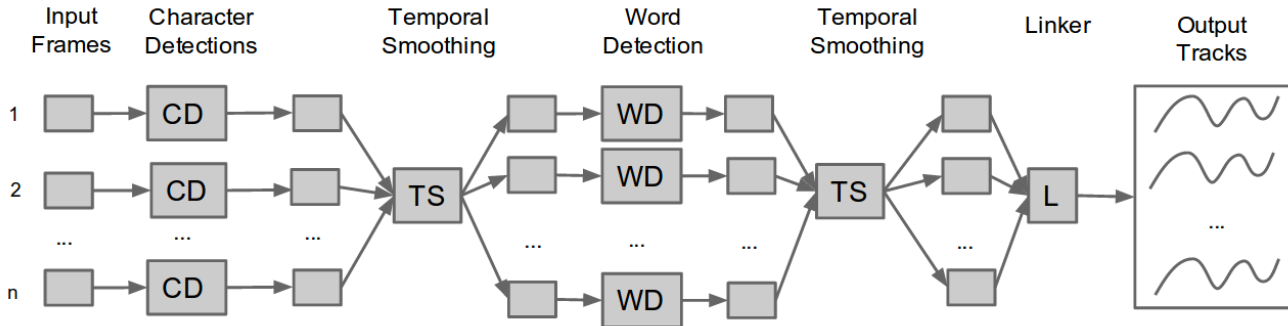 Input Frames
Character Detections
Temporal Smoothing
Word Detection
Temporal Smoothing
Linker
Output Tracks
1 CD WD
2 CD TS WD TS L
... ... ... ... ... ... ... ...
n CD WD